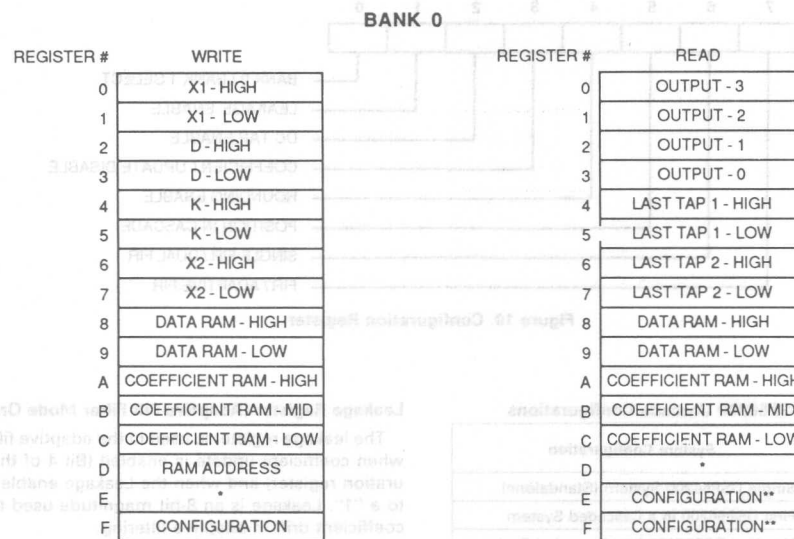 BANK 0
REGISTER # WRITE
0 X1 - HIGH
1 X1 - LOW
2 D - HIGH
3 D - LOW
4 K - HIGH
5 K - LOW
6 X2 - HIGH
7 X2 - LOW
8 DATA RAM - HIGH
9 DATA RAM - LOW
A COEFFICIENT RAM - HIGH
B COEFFICIENT RAM - MID
C COEFFICIENT RAM - LOW
D RAM ADDRESS
E *
F CONFIGURATION
REGISTER # READ
0 OUTPUT - 3
1 OUTPUT - 2
2 OUTPUT - 1
3 OUTPUT - 0
4 LAST TAP 1 - HIGH
5 LAST TAP 1 - LOW
6 LAST TAP 2 - HIGH
7 LAST TAP 2 - LOW
8 DATA RAM - HIGH
9 DATA RAM - LOW
A COEFFICIENT RAM - HIGH
B COEFFICIENT RAM - MID
C COEFFICIENT RAM - LOW
D *
E CONFIGURATION**
F CONFIGURATION**